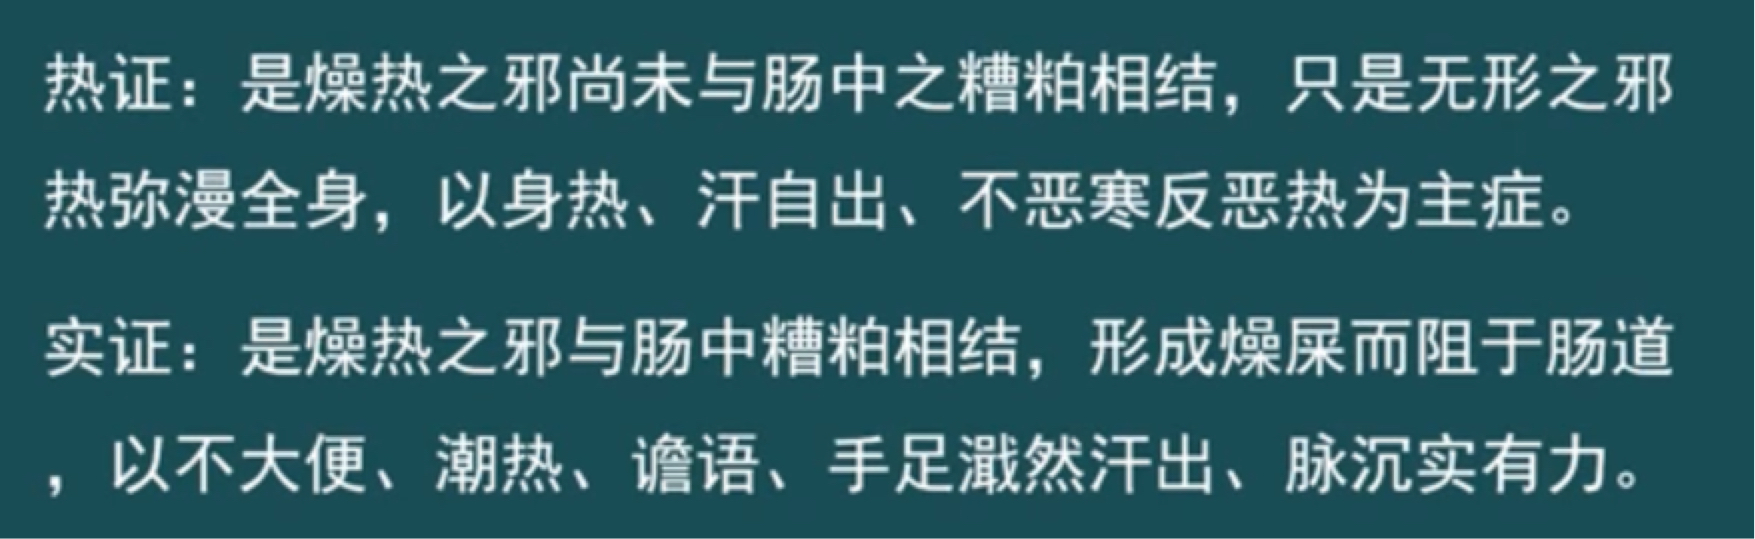 热证：是燥热之邪尚未与肠中之糟粕相结，只是无形之邪
热弥漫全身，以身热、汗自出、不恶寒反恶热为主症。
实证：是燥热之邪与肠中糟粕相结，形成燥屎而阻于肠道
，以不大便、潮热、谵语、手足濈然汗出、脉沉实有力。